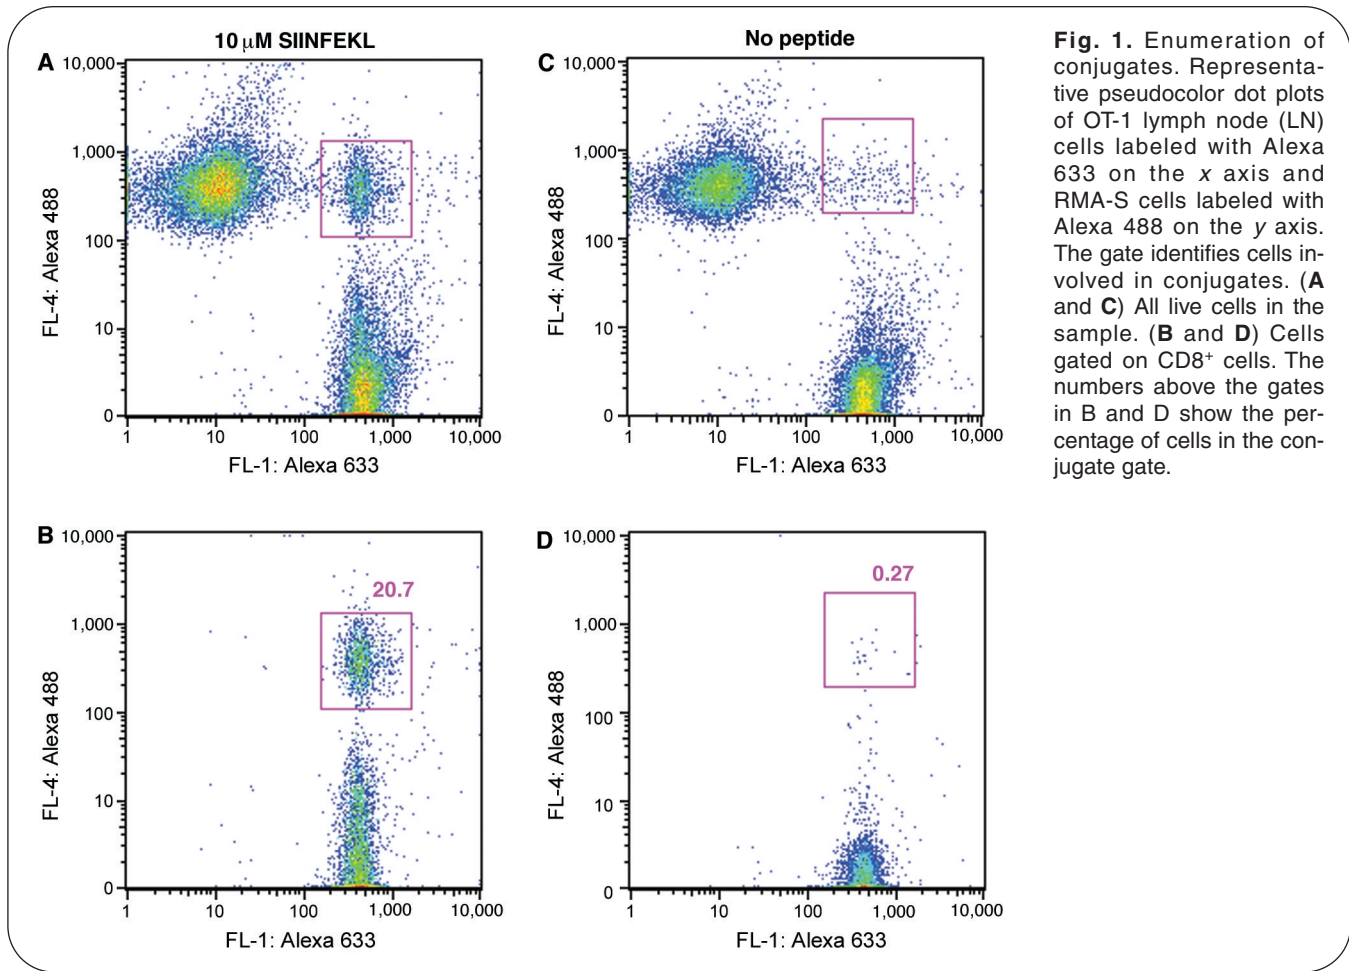 10 μM SIINFEKL
A
10,000
1,000
100
10
0
FL-4: Alexa 488
1 10 100 1,000 10,000
FL-1: Alexa 633
No peptide
C
10,000
1,000
100
10
0
FL-4: Alexa 488
1 10 100 1,000 10,000
FL-1: Alexa 633
B
10,000
1,000
100
10
0
FL-4: Alexa 488
20.7
1 10 100 1,000 10,000
FL-1: Alexa 633
D
10,000
1,000
100
10
0
FL-4: Alexa 488
0.27
1 10 100 1,000 10,000
FL-1: Alexa 633
Fig. 1. Enumeration of
conjugates. Representa-
tive pseudocolor dot plots
of OT-1 lymph node (LN)
cells labeled with Alexa
633 on the x axis and
RMA-S cells labeled with
Alexa 488 on the y axis.
The gate identifies cells in-
volved in conjugates. (A
and C) All live cells in the
sample. (B and D) Cells
gated on CD8⁺ cells. The
numbers above the gates
in B and D show the per-
centage of cells in the con-
jugate gate.